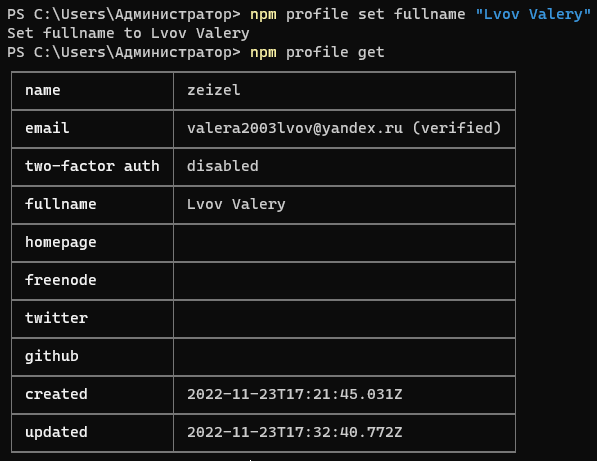 PS C:\Users\Администратор> npm profile set fullname "Lvov Valery"
Set fullname to Lvov Valery
PS C:\Users\Администратор> npm profile get
name zeizel
email valera2003lvov@yandex.ru (verified)
two-factor auth disabled
fullname Lvov Valery
homepage
freenode
twitter
github
created 2022-11-23T17:21:45.031Z
updated 2022-11-23T17:32:40.772Z